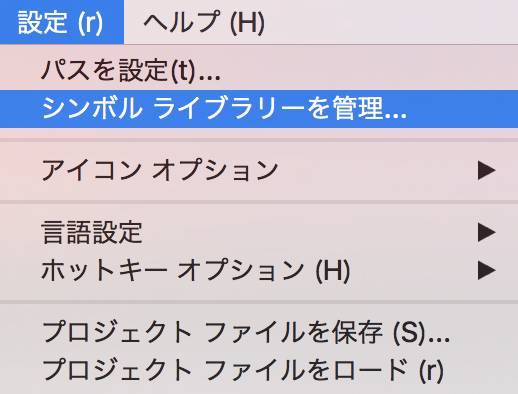 設定 (r) ヘルプ (H)
パスを設定(t)...
シンボル ライブラリーを管理...
アイコン オプション
言語設定
ホットキー オプション (H)
プロジェクト ファイルを保存 (S)...
プロジェクト ファイルをロード (r)